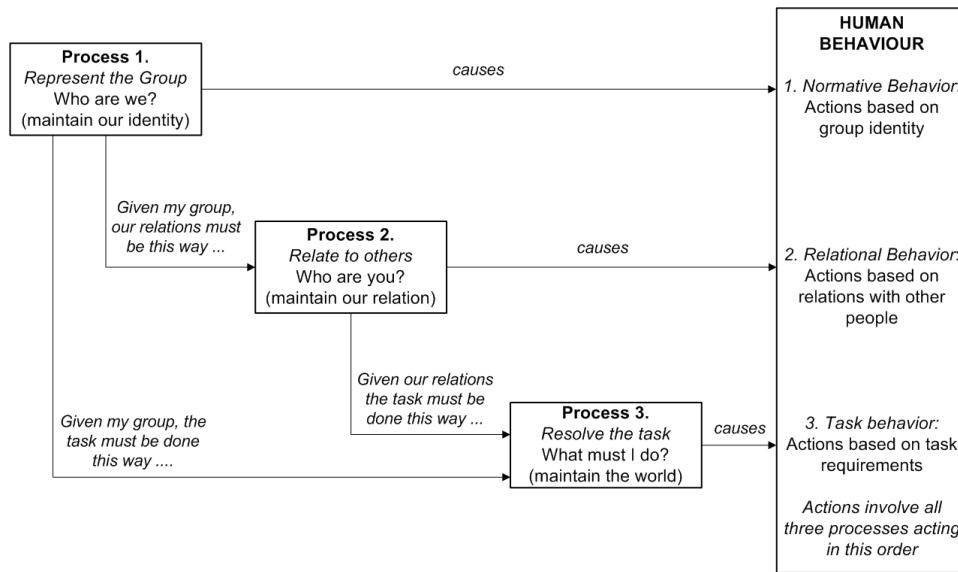 Process 1.
Represent the Group
Who are we?
(maintain our identity)
causes
HUMAN
BEHAVIOUR
1. Normative Behavior:
Actions based on
group identity
Given my group,
our relations must
be this way ...
Process 2.
Relate to others
Who are you?
(maintain our relation)
causes
2. Relational Behavior:
Actions based on
relations with other
people
Given our relations
the task must be
done this way ...
Given my group, the
task must be done
this way ....
Process 3.
Resolve the task
What must I do?
(maintain the world)
causes
3. Task behavior:
Actions based on task
requirements
Actions involve all
three processes acting
in this order